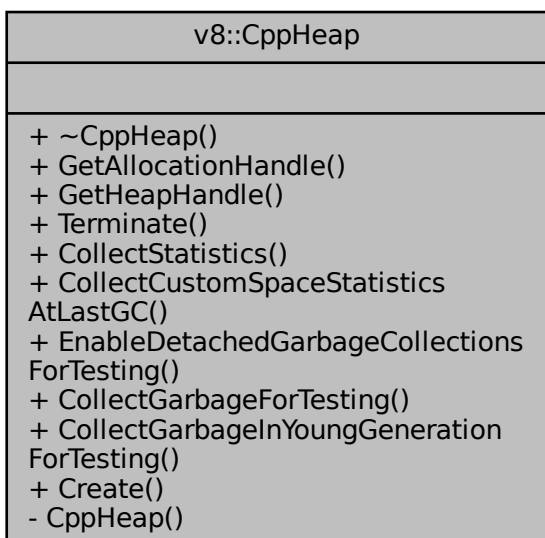 v8::CppHeap
+ ~CppHeap()
+ GetAllocationHandle()
+ GetHeapHandle()
+ Terminate()
+ CollectStatistics()
+ CollectCustomSpaceStatistics
AtLastGC()
+ EnableDetachedGarbageCollections
ForTesting()
+ CollectGarbageForTesting()
+ CollectGarbageInYoungGeneration
ForTesting()
+ Create()
- CppHeap()